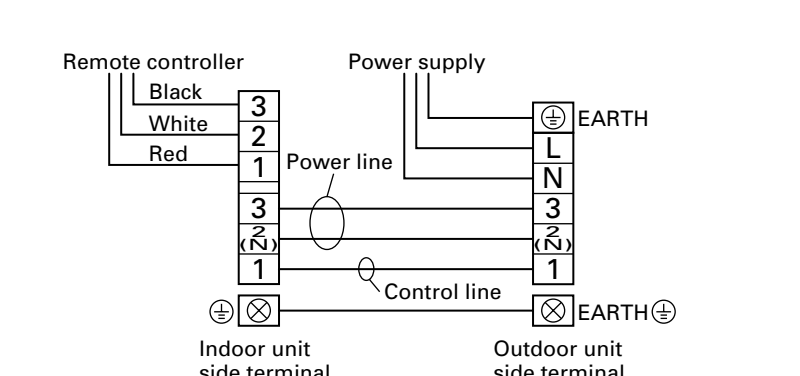 Remote controller
Power supply
Black
3
EARTH
White
2
L
Red
1
Power line
N
3
3
2
(N)
2
(N)
1
1
Control line
EARTH
Indoor unit
side terminal
Outdoor unit
side terminal